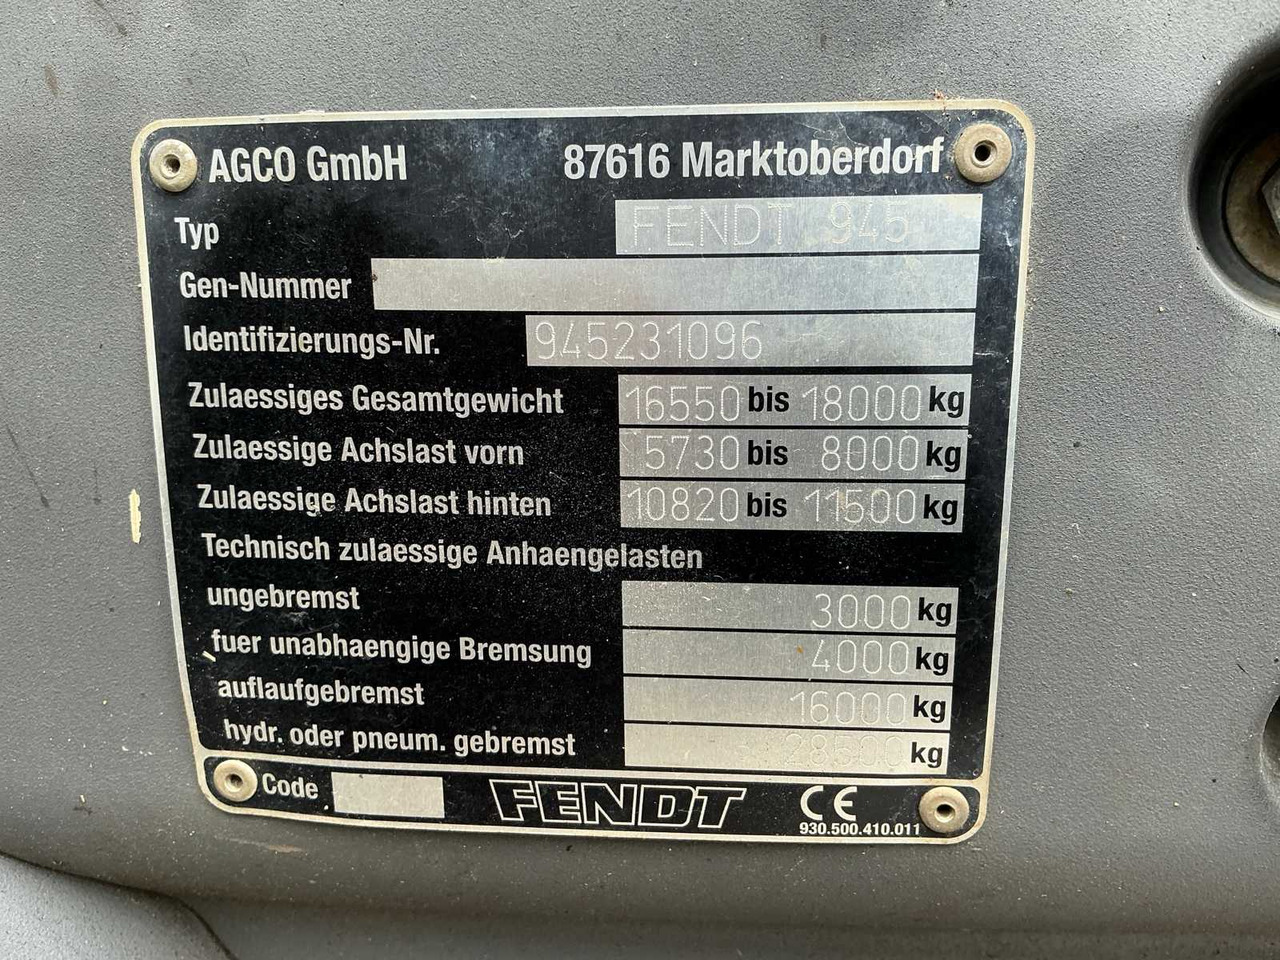 AGCO GmbH 87616 Marktoberdorf
Typ FENDT 945
Gen-Nummer
Identifizierungs-Nr. 945231096
Zulaessiges Gesamtgewicht 16550 bis 18000 kg
Zulaessige Achslast vorn 5730 bis 8000 kg
Zulaessige Achslast hinten 10820 bis 11500 kg
Technisch zulaessige Anhaengelasten
ungebremst 3000 kg
fuer unabhaengige Bremsung 4000 kg
auflaufgebremst 16000 kg
hydr. oder pneum. gebremst kg
Code FENDT CE
930.500.410.011